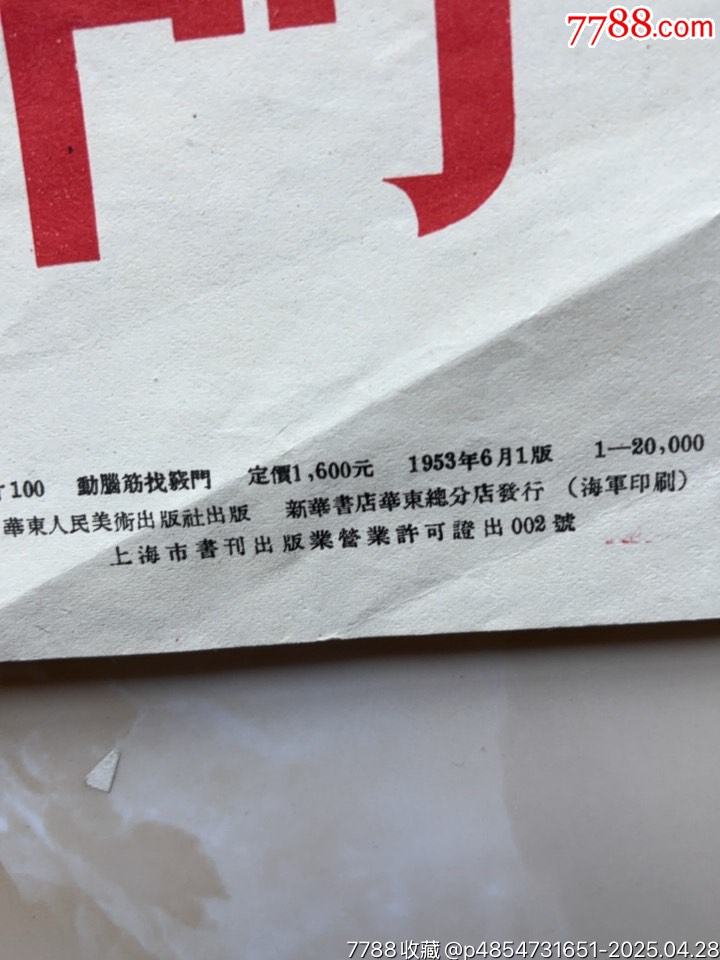 7788.com
門
100 動腦筋找竅門 定價1,600元 1953年6月1版 1—20,000
華東人民美術出版社出版 新華書店華東總分店發行 (海軍印刷)
上海市書刊出版業營業許可證出002號
7788收藏@p4854731651-2025.04.28